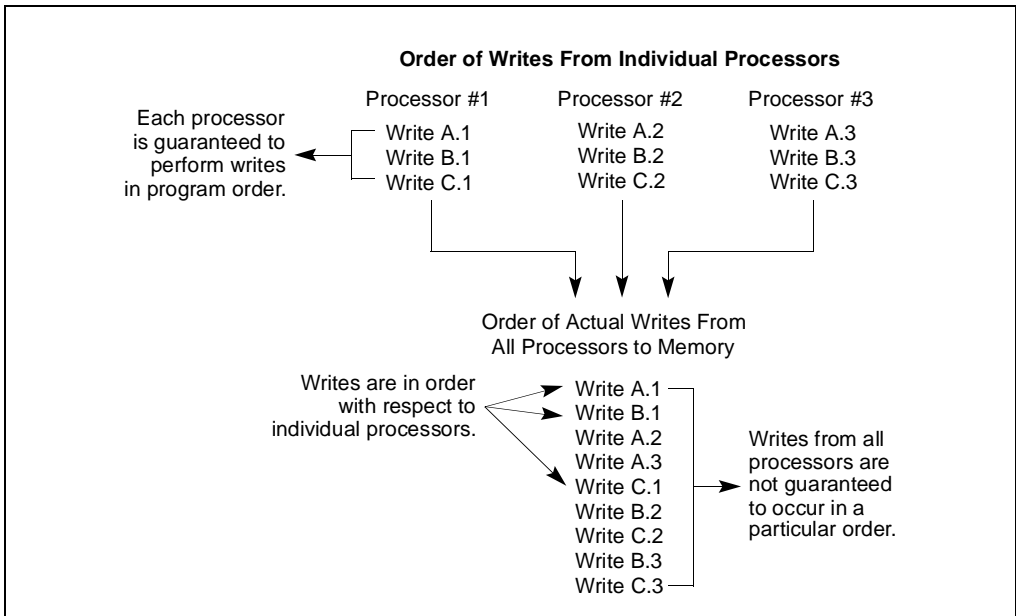 Order of Writes From Individual Processors
Each processor
is guaranteed to
perform writes
in program order.
Processor #1
Write A.1
Write B.1
Write C.1
Processor #2
Write A.2
Write B.2
Write C.2
Processor #3
Write A.3
Write B.3
Write C.3
Order of Actual Writes From
All Processors to Memory
Writes are in order
with respect to
individual processors.
Write A.1
Write B.1
Write A.2
Write A.3
Write C.1
Write B.2
Write C.2
Write B.3
Write C.3
Writes from all
processors are
not guaranteed
to occur in a
particular order.